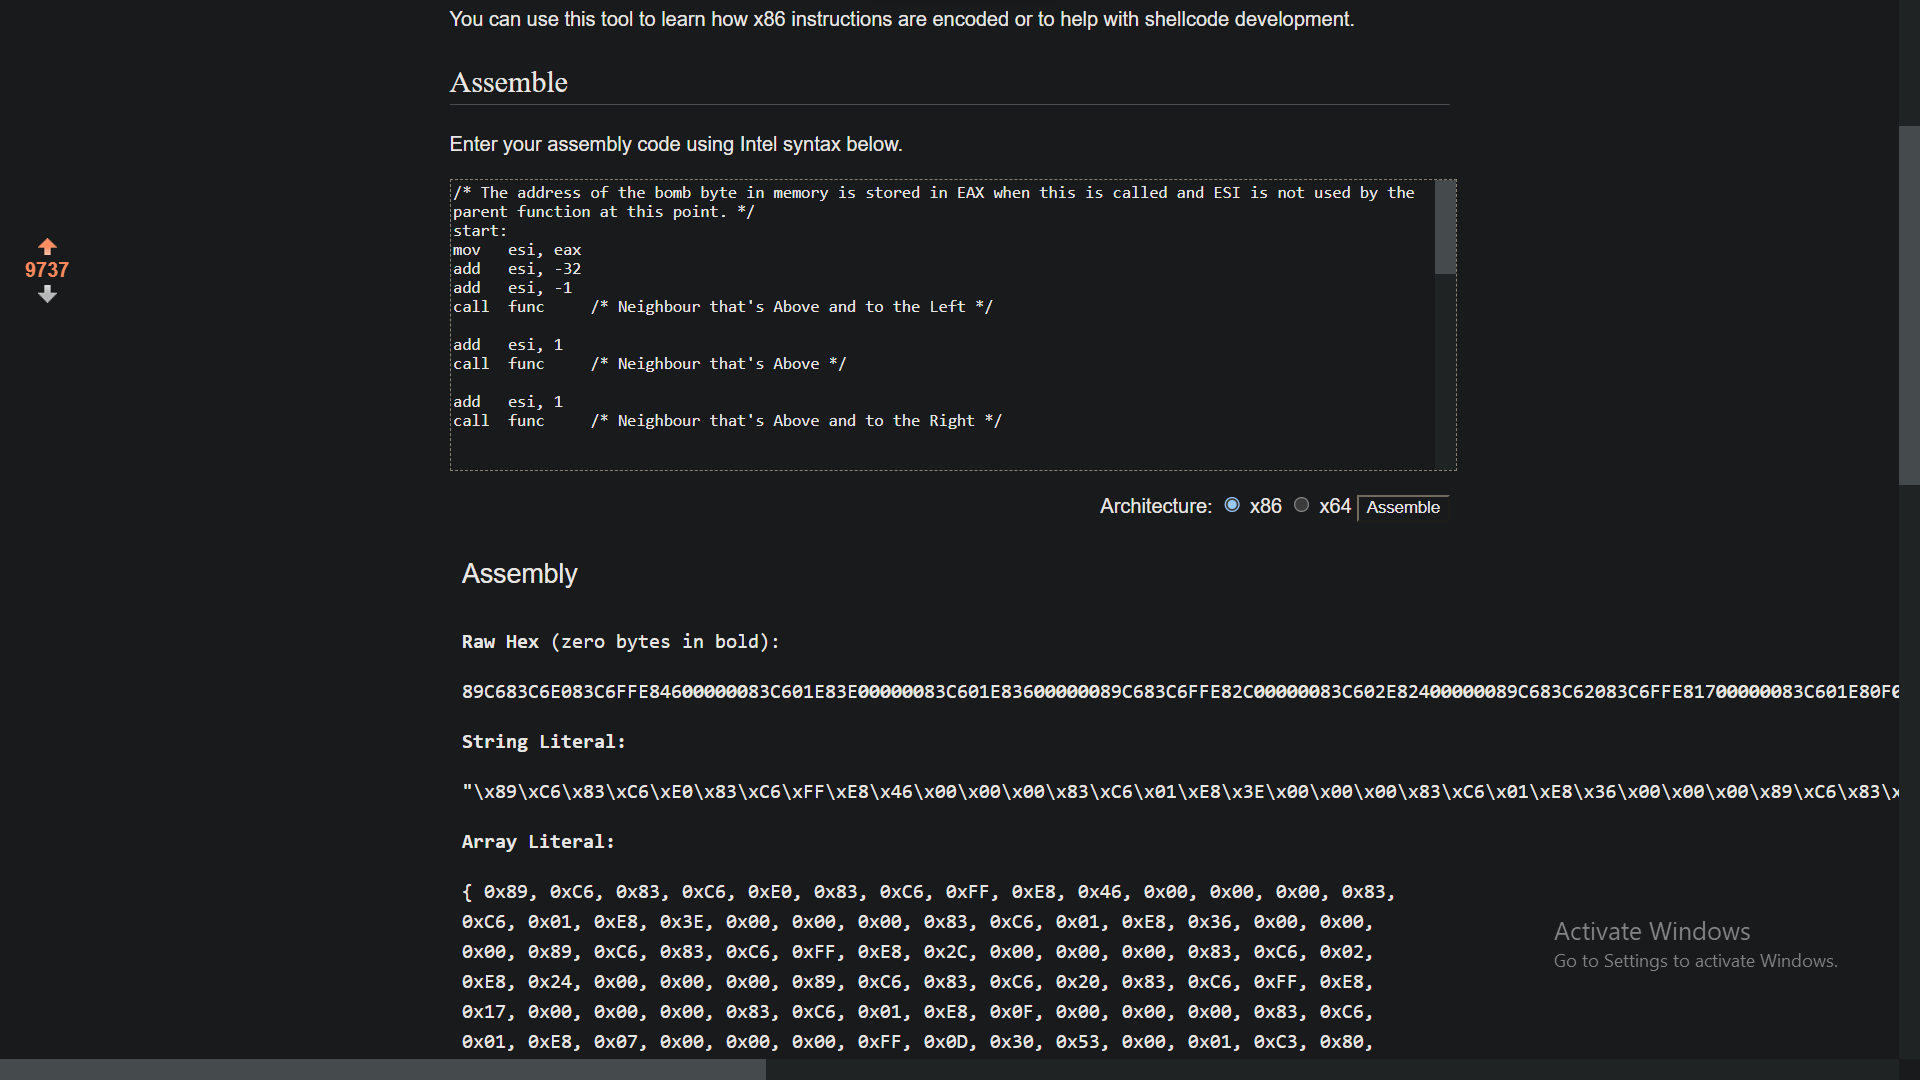 You can use this tool to learn how x86 instructions are encoded or to help with shellcode development.
Assemble
Enter your assembly code using Intel syntax below.
/* The address of the bomb byte in memory is stored in EAX when this is called and ESI is not used by the
parent function at this point. */
start:
mov   esi, eax
add   esi, -32
add   esi, -1
call  func     /* Neighbour that's Above and to the Left */
add   esi, 1
call  func     /* Neighbour that's Above */
add   esi, 1
call  func     /* Neighbour that's Above and to the Right */
9737
Architecture: x86 x64 Assemble
Assembly
Raw Hex (zero bytes in bold):
89C683C6E083C6FFE84600000083C601E83E00000083C601E83600000089C683C6FFE82C00000083C602E82400000089C683C62083C6FFE81700000083C601E80F0
String Literal:
"\x89\xC6\x83\xC6\xE0\x83\xC6\xFF\xE8\x46\x00\x00\x00\x83\xC6\x01\xE8\x3E\x00\x00\x00\x83\xC6\x01\xE8\x36\x00\x00\x00\x89\xC6\x83\x
Array Literal:
{ 0x89, 0xC6, 0x83, 0xC6, 0xE0, 0x83, 0xC6, 0xFF, 0xE8, 0x46, 0x00, 0x00, 0x00, 0x83,
0xC6, 0x01, 0xE8, 0x3E, 0x00, 0x00, 0x00, 0x83, 0xC6, 0x01, 0xE8, 0x36, 0x00, 0x00,
0x00, 0x89, 0xC6, 0x83, 0xC6, 0xFF, 0xE8, 0x2C, 0x00, 0x00, 0x00, 0x83, 0xC6, 0x02,
0xE8, 0x24, 0x00, 0x00, 0x00, 0x89, 0xC6, 0x83, 0xC6, 0x20, 0x83, 0xC6, 0xFF, 0xE8,
0x17, 0x00, 0x00, 0x00, 0x83, 0xC6, 0x01, 0xE8, 0x0F, 0x00, 0x00, 0x00, 0x83, 0xC6,
0x01, 0xE8, 0x07, 0x00, 0x00, 0x00, 0xFF, 0x0D, 0x30, 0x53, 0x00, 0x01, 0xC3, 0x80,
Activate Windows
Go to Settings to activate Windows.